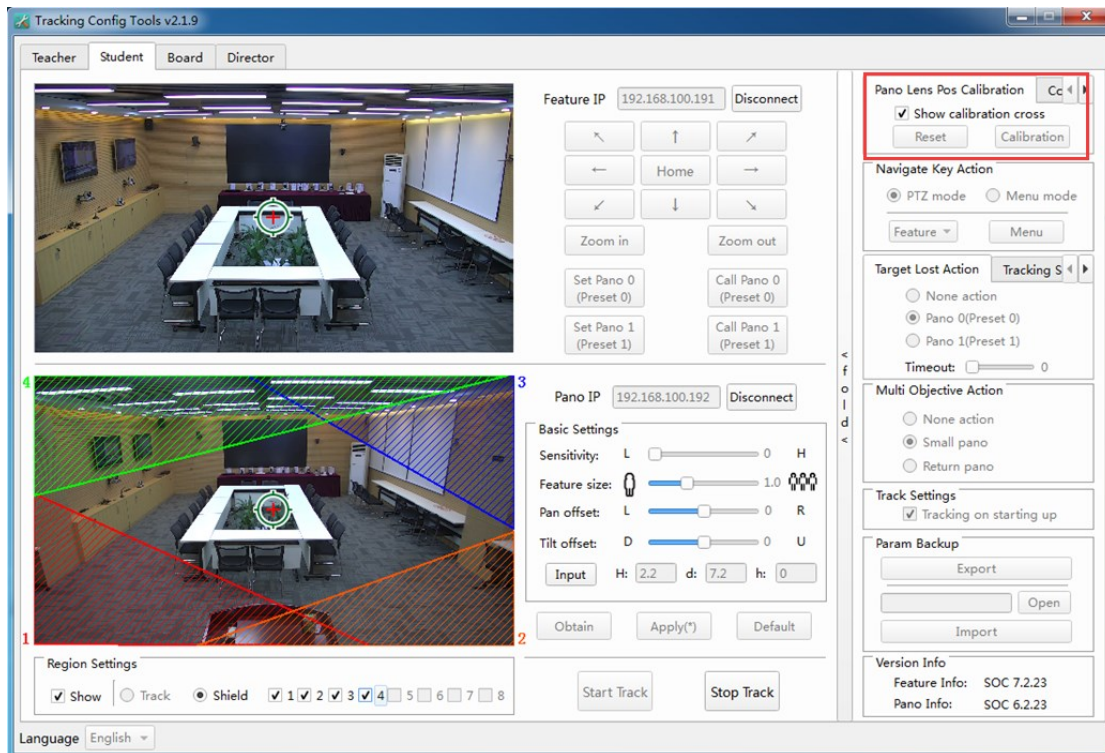 Tracking Config Tools v2.1.9
Teacher Student Board Director
Feature IP 192.168.100.191 Disconnect
Home
Zoom in Zoom out
Set Pano 0 (Preset 0) Call Pano 0 (Preset 0)
Set Pano 1 (Preset 1) Call Pano 1 (Preset 1)
4 3
1 2
Pano IP 192.168.100.192 Disconnect
Basic Settings
Sensitivity: L 0 H
Feature size: 1.0
Pan offset: L 0 R
Tilt offset: D 0 U
Input H: 2.2 d: 7.2 h: 0
Obtain Apply(*) Default
Region Settings
Show Track Shield 1 2 3 4 5 6 7 8
Start Track Stop Track
< fold <
Pano Lens Pos Calibration Co
Show calibration cross
Reset Calibration
Navigate Key Action
PTZ mode Menu mode
Feature Menu
Target Lost Action Tracking S
None action
Pano 0(Preset 0)
Pano 1(Preset 1)
Timeout: 0
Multi Objective Action
None action
Small pano
Return pano
Track Settings
Tracking on starting up
Param Backup
Export
Open
Import
Version Info
Feature Info: SOC 7.2.23
Pano Info: SOC 6.2.23
Language English